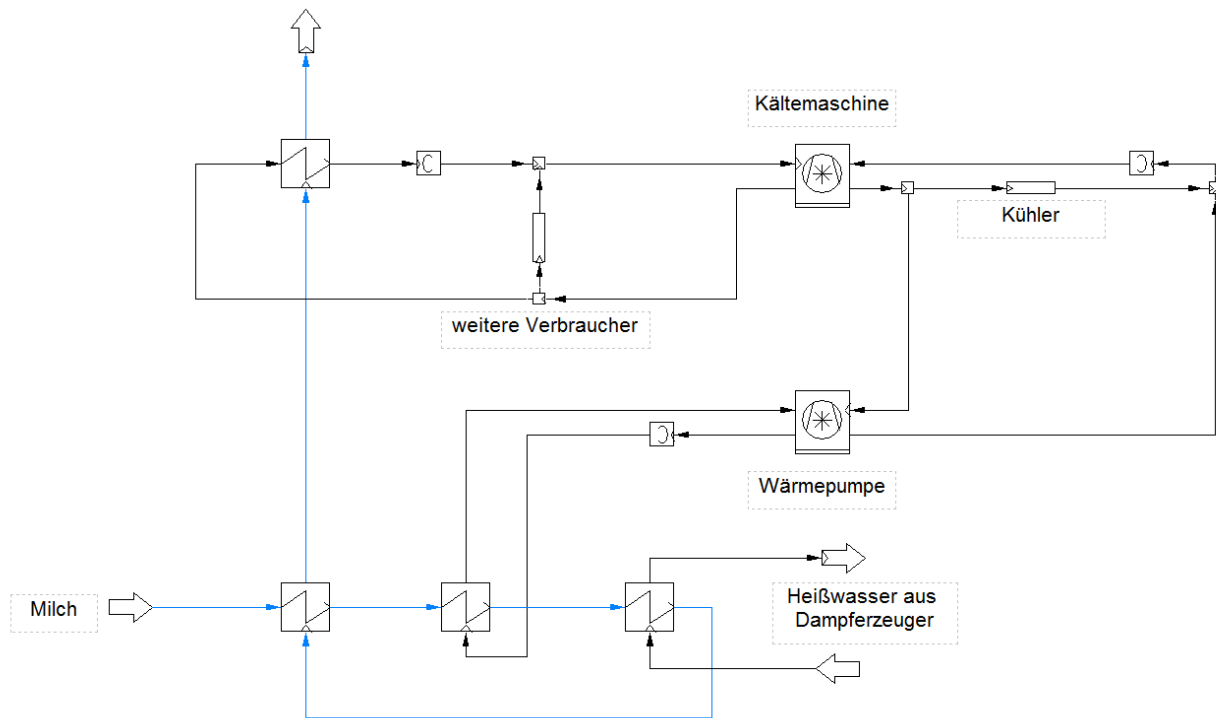 Kältemaschine
Kühler
weitere Verbraucher
Wärmepumpe
Milch
Heißwasser aus
Dampferzeuger